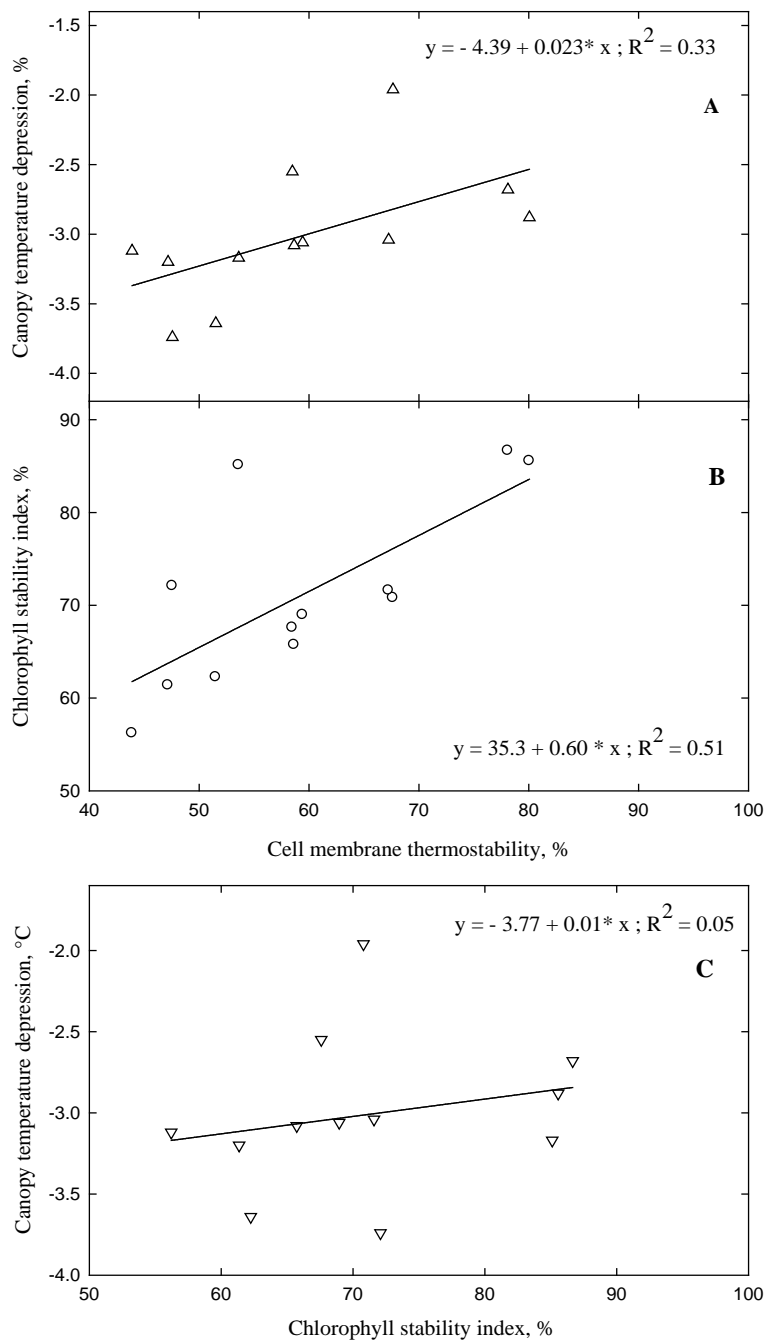 -1.5
y = - 4.39 + 0.023* x ; R2 = 0.33
-2.0
A
-2.5
-3.0
-3.5
-4.0
Canopy temperature depression, %
90
B
80
70
60
y = 35.3 + 0.60 * x ; R2 = 0.51
50
Chlorophyll stability index, %
40 50 60 70 80 90 100
Cell membrane thermostability, %
y = - 3.77 + 0.01* x ; R2 = 0.05
-2.0
C
-2.5
-3.0
-3.5
-4.0
Canopy temperature depression, °C
50 60 70 80 90 100
Chlorophyll stability index, %